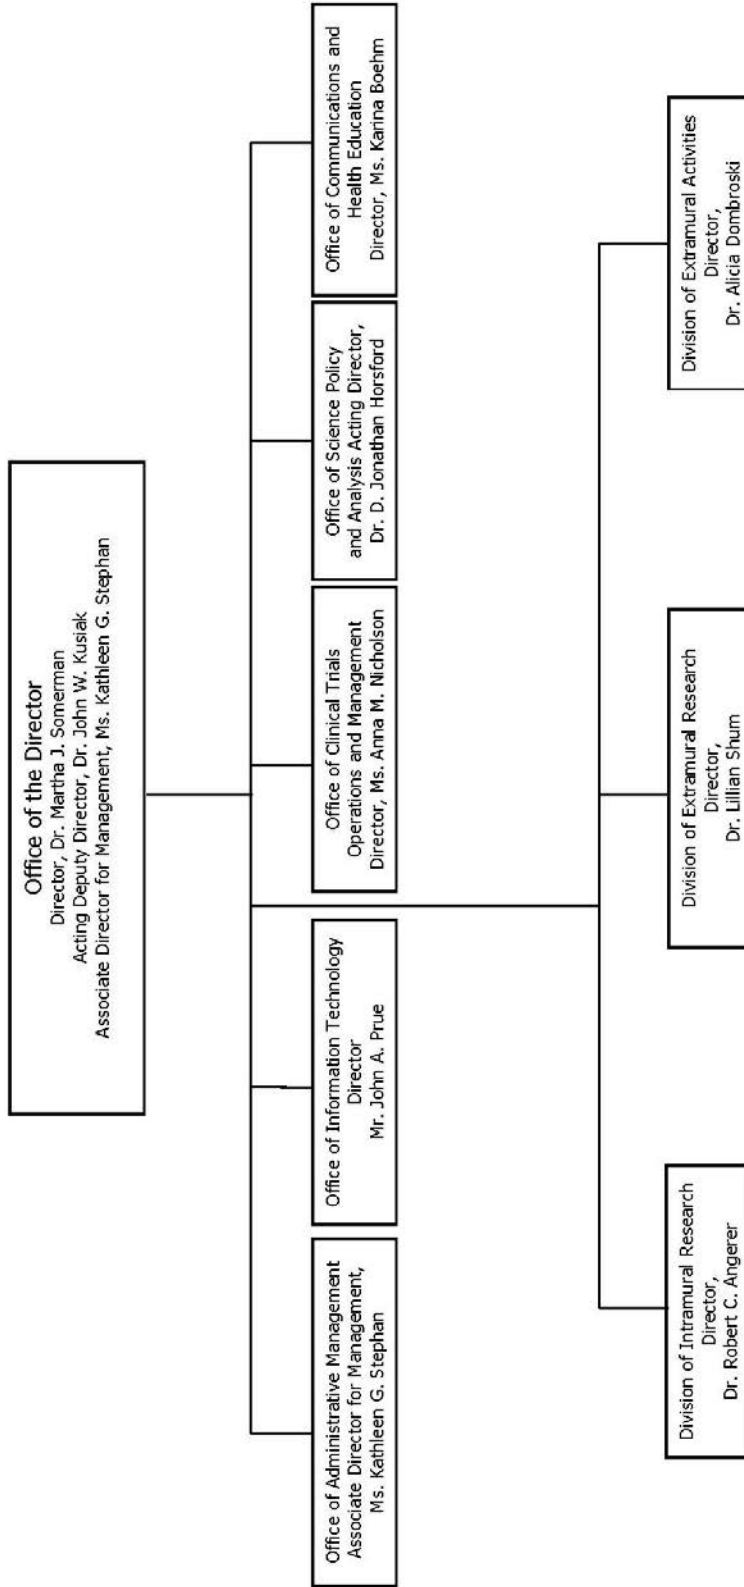 Office of the Director
Director, Dr. Martha J. Somerman
Acting Deputy Director, Dr. John W. Kusiak
Associate Director for Management, Ms. Kathleen G. Stephan
Office of Administrative Management
Associate Director for Management,
Ms. Kathleen G. Stephan
Office of Information Technology
Director
Mr. John A. Prue
Office of Clinical Trials
Operations and Management
Director, Ms. Anna M. Nicholson
Office of Science Policy
and Analysis Acting Director,
Dr. D. Jonathan Horsford
Office of Communications and
Health Education
Director, Ms. Karina Boehm
Division of Intramural Research
Director,
Dr. Robert C. Angerer
Division of Extramural Research
Director,
Dr. Lillian Shum
Division of Extramural Activities
Director,
Dr. Alicia Dombroski